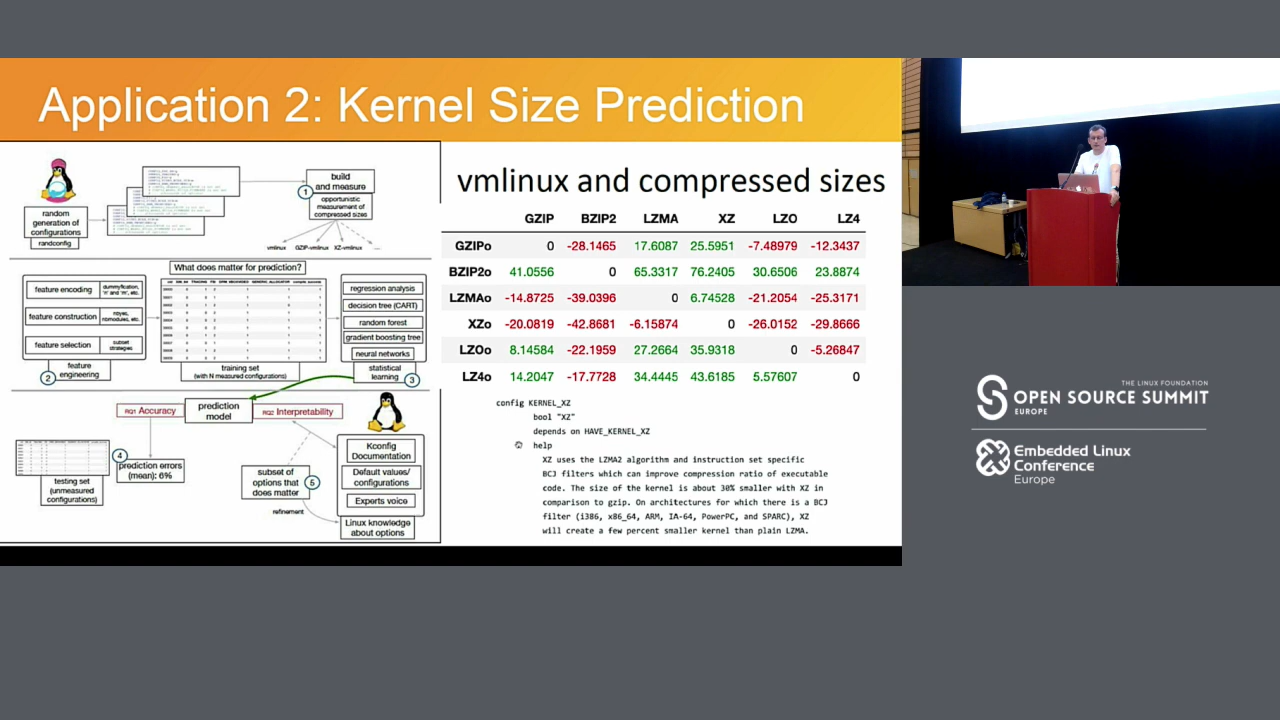 Application 2: Kernel Size Prediction
random
generation of
configurations
randconfig
build
and measure
1
opportunistic
measurement of
compressed sizes
vmlinux GZIP-vmlinux XZ-vmlinux ...
What does matter for prediction?
feature encoding
dummyfication,
'n' and 'm', etc.
feature construction
nbyes,
nbmodules, etc.
feature selection
subset
strategies
2
feature
engineering
training set
(with N measured configurations)
regression analysis
decision tree (CART)
random forest
gradient boosting tree
neural networks
statistical
learning
3
RQ1 Accuracy
prediction
model
RQ2 Interpretability
4
prediction errors
(mean): 6%
testing set
(unmeasured
configurations)
subset of
options that
does matter
5
refinement
Kconfig
Documentation
Default values/
configurations
Experts voice
Linux knowledge
about options
vmlinux and compressed sizes
GZIP BZIP2 LZMA XZ LZO LZ4
GZIPo 0 -28.1465 17.6087 25.5951 -7.48979 -12.3437
BZIP2o 41.0556 0 65.3317 76.2405 30.6506 23.8874
LZMAo -14.8725 -39.0396 0 6.74528 -21.2054 -25.3171
XZo -20.0819 -42.8681 -6.15874 0 -26.0152 -29.8666
LZOo 8.14584 -22.1959 27.2664 35.9318 0 -5.26847
LZ4o 14.2047 -17.7728 34.4445 43.6185 5.57607 0
config KERNEL_XZ
bool "XZ"
depends on HAVE_KERNEL_XZ
help
XZ uses the LZMA2 algorithm and instruction set specific
BCJ filters which can improve compression ratio of executable
code. The size of the kernel is about 30% smaller with XZ in
comparison to gzip. On architectures for which there is a BCJ
filter (i386, x86_64, ARM, IA-64, PowerPC, and SPARC), XZ
will create a few percent smaller kernel than plain LZMA.
THE LINUX FOUNDATION
OPEN SOURCE SUMMIT
EUROPE
Embedded Linux
Conference
Europe